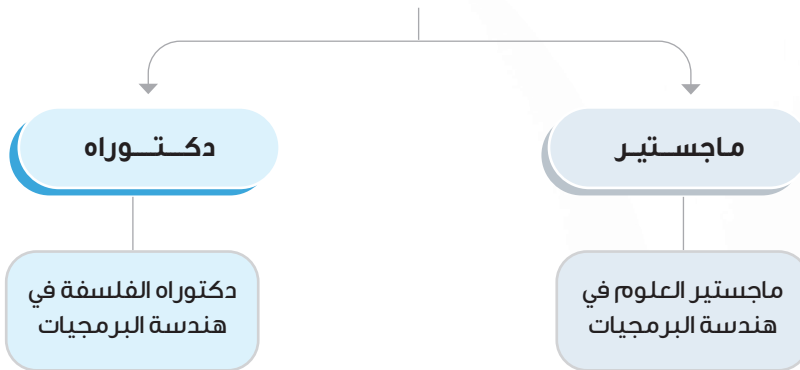 ماجستير
دكتوراه
ماجستير العلوم في
هندسة البرمجيات
دكتوراه الفلسفة في
هندسة البرمجيات